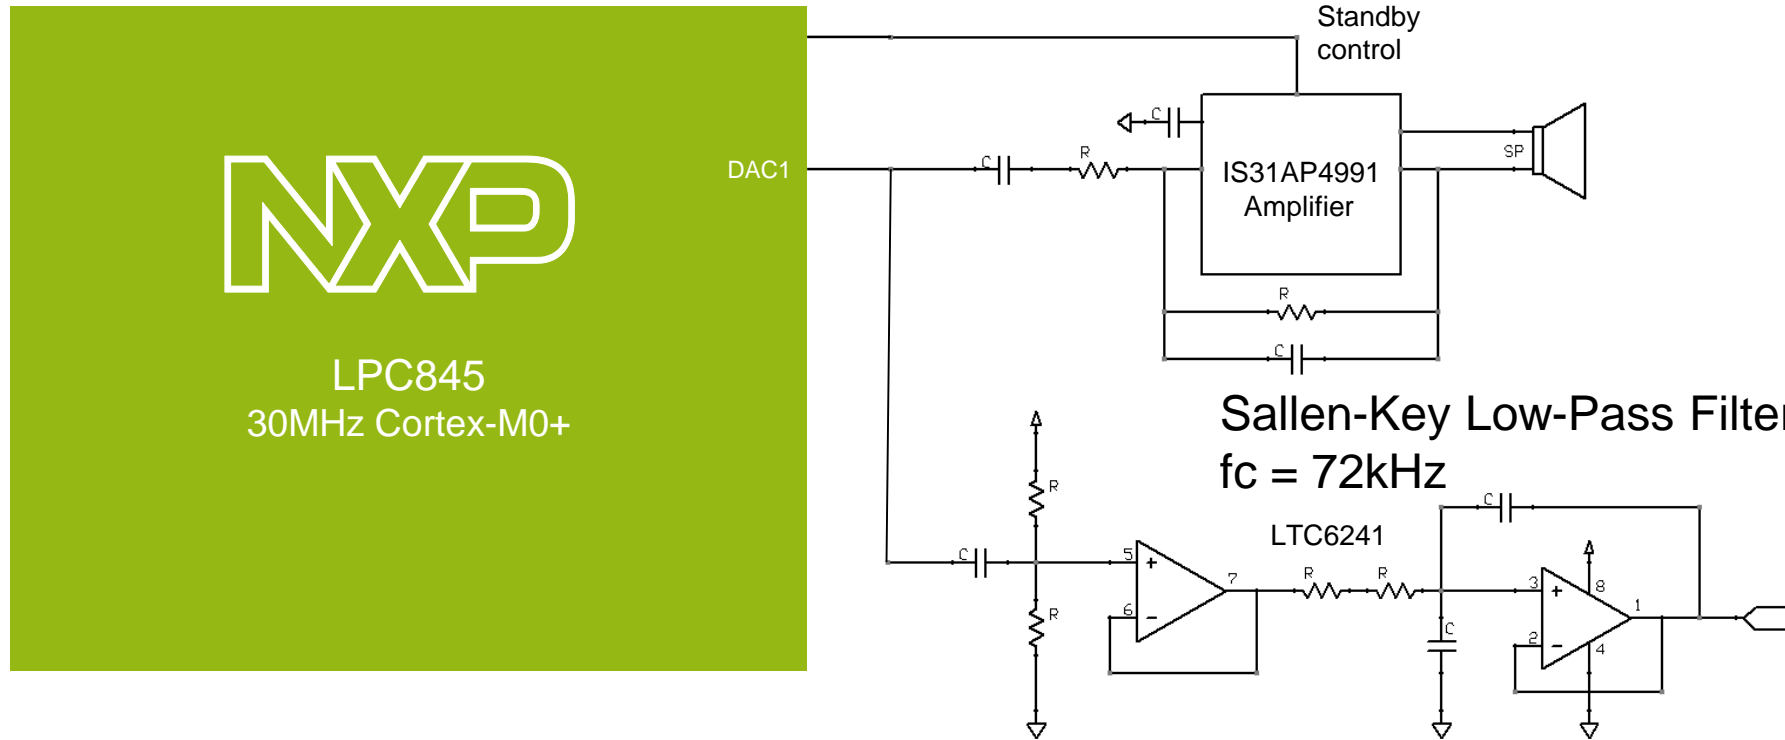 Standby
control
C
DAC1
C
R
IS31AP4991
Amplifier
SP
NXP
R
C
LPC845
30MHz Cortex-M0+
Sallen-Key Low-Pass Filter
fc = 72kHz
R
C
LTC6241
C
5
+
7
R
R
3
+
8
6
−
1
R
C
2
−
4